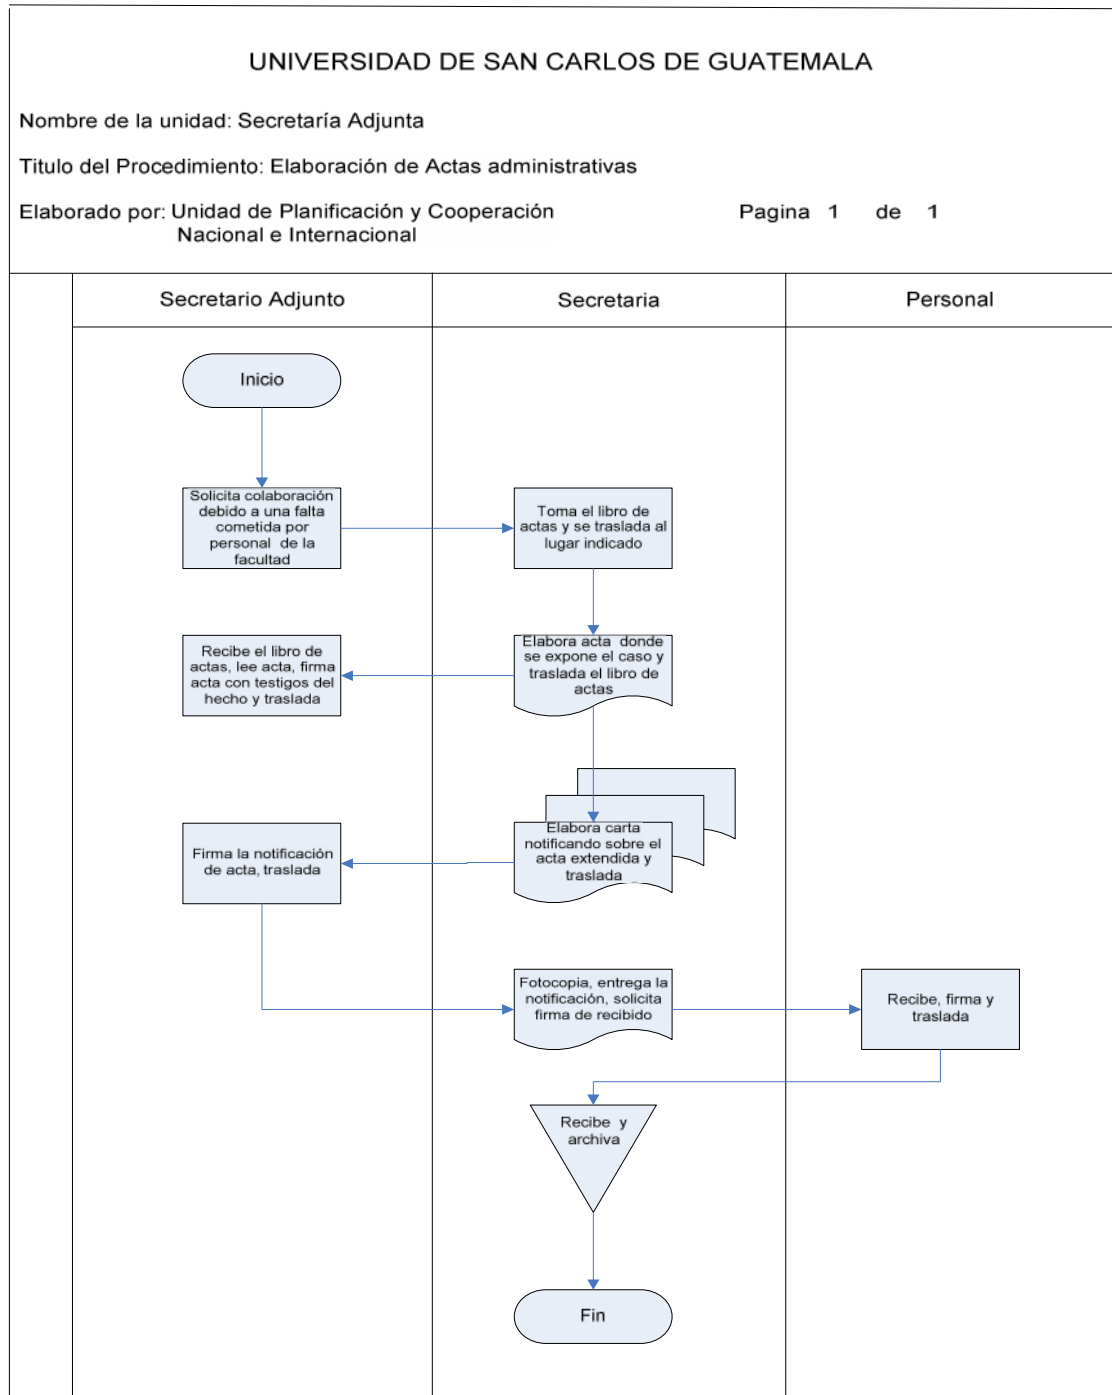 UNIVERSIDAD DE SAN CARLOS DE GUATEMALA
Nombre de la unidad: Secretaría Adjunta
Titulo del Procedimiento: Elaboración de Actas administrativas
Elaborado por: Unidad de Planificación y Cooperación
Nacional e Internacional
Pagina 1 de 1
Secretario Adjunto
Secretaria
Personal
Inicio
Solicita colaboración
debido a una falta
cometida por
personal de la
facultad
Toma el libro de
actas y se traslada al
lugar indicado
Elabora acta donde
se expone el caso y
traslada el libro de
actas
Recibe el libro de
actas, lee acta, firma
acta con testigos del
hecho y traslada
Elabora carta
notificando sobre el
acta extendida y
traslada
Firma la notificación
de acta, traslada
Fotocopia, entrega la
notificación, solicita
firma de recibido
Recibe, firma y
traslada
Recibe y
archiva
Fin